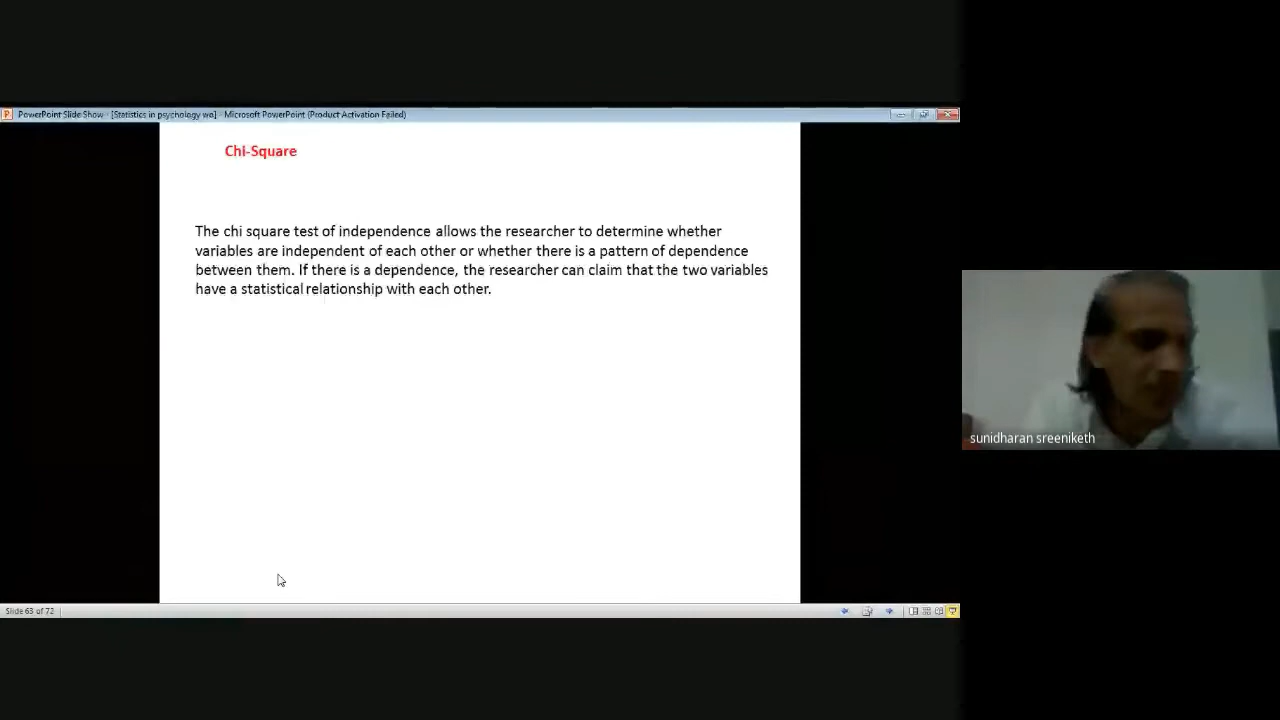 PowerPoint Slide Show - [Statistics in psychology wo] - Microsoft PowerPoint (Product Activation Failed)
Chi-Square
The chi square test of independence allows the researcher to determine whether
variables are independent of each other or whether there is a pattern of dependence
between them. If there is a dependence, the researcher can claim that the two variables
have a statistical relationship with each other.
sunidharan sreeniketh
Slide 63 of 72